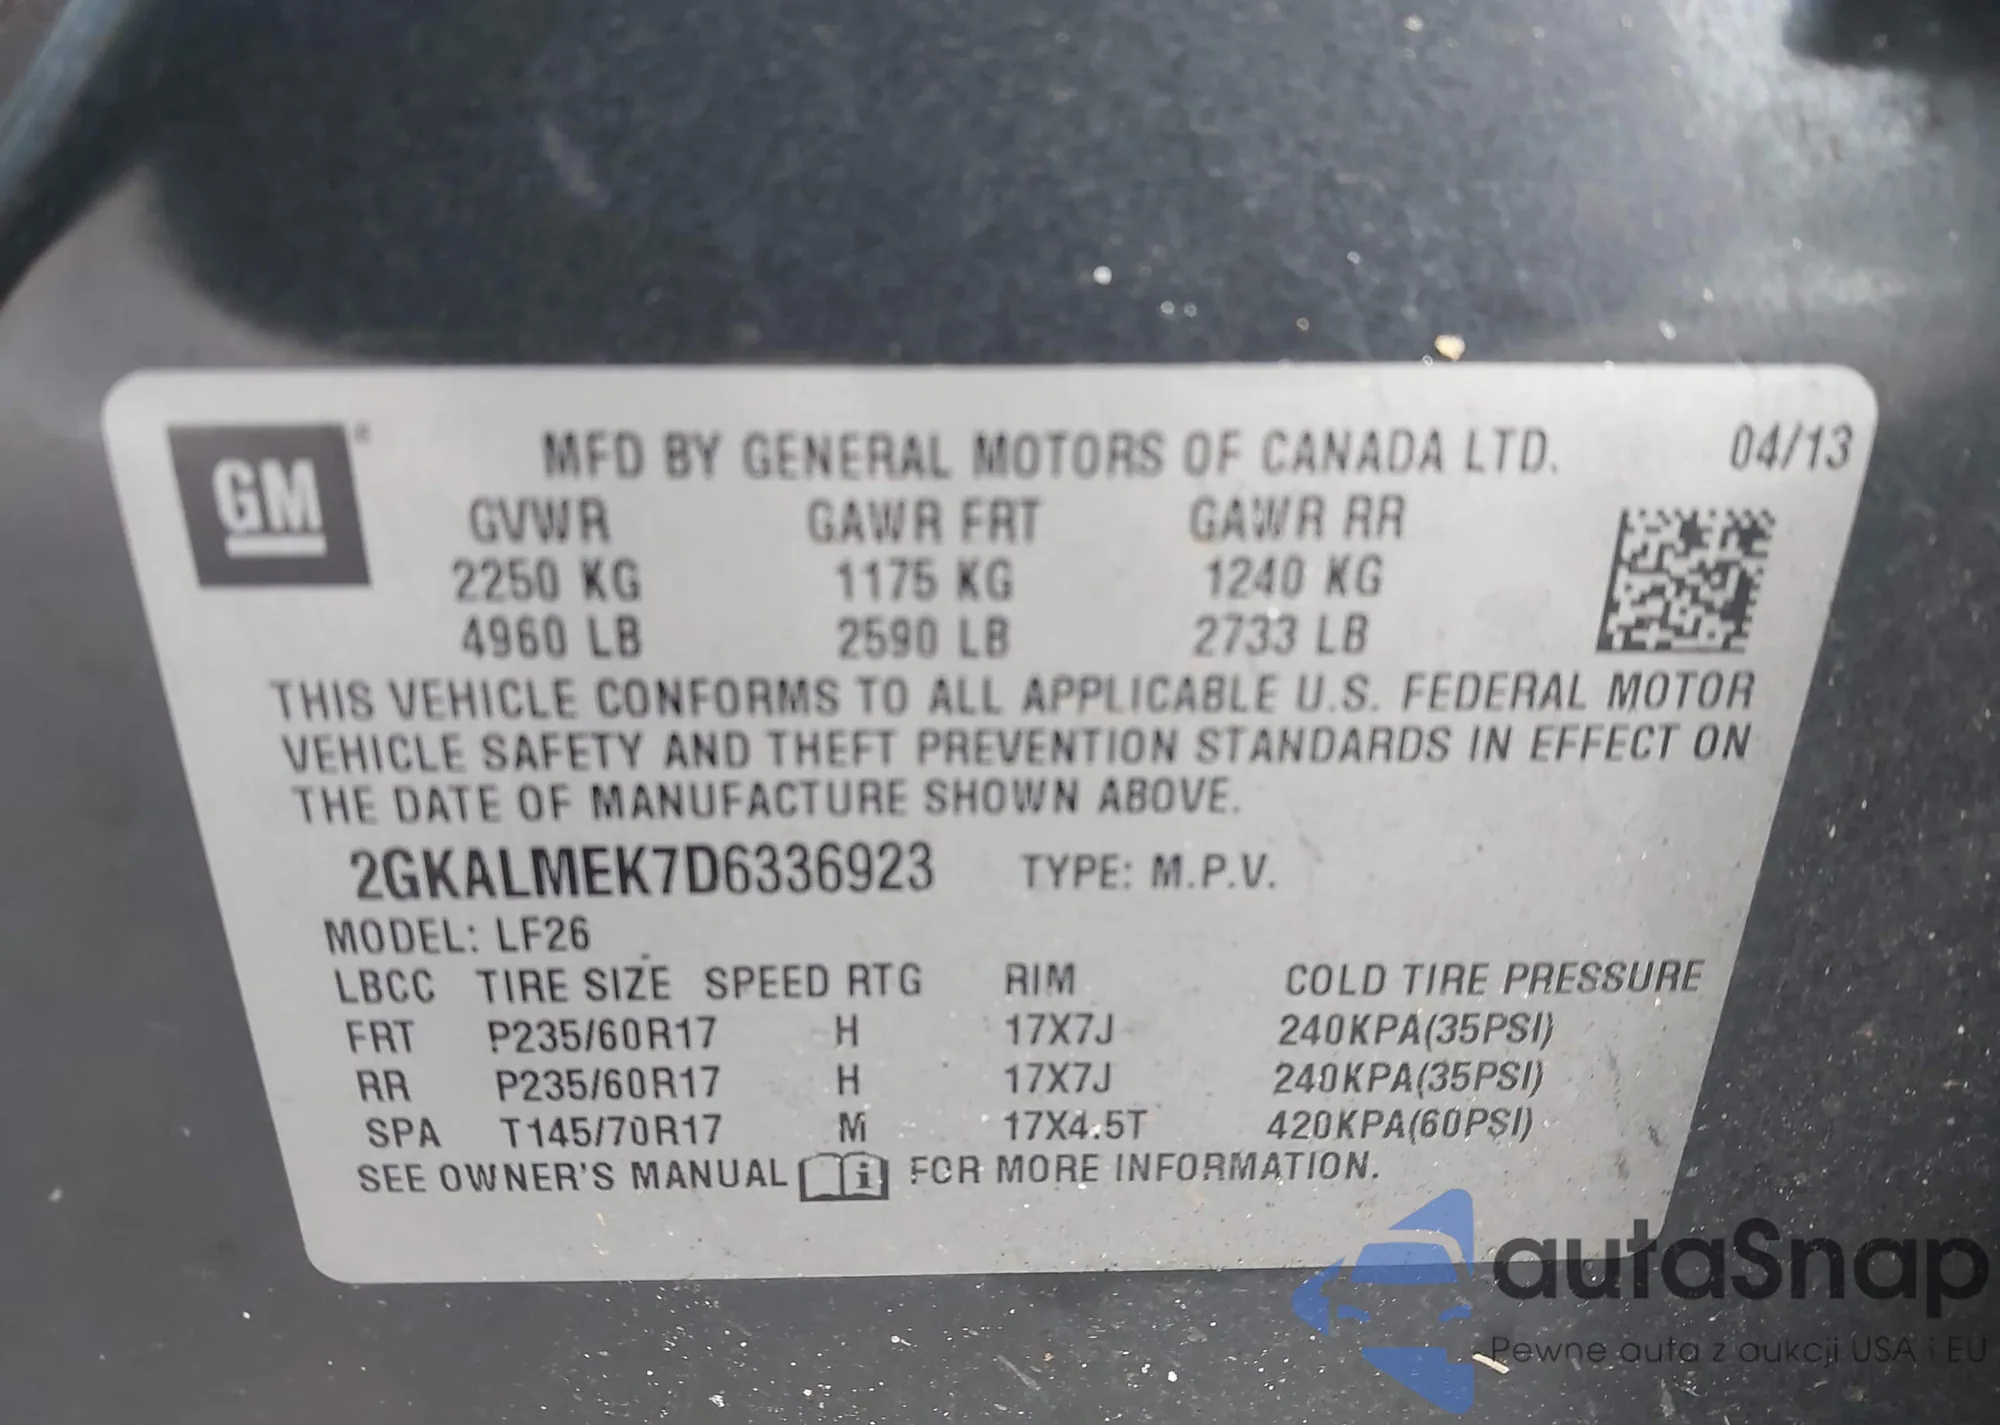 GM
MFD BY GENERAL MOTORS OF CANADA LTD. 04/13
GVWR GAWR FRT GAWR RR
2250 KG 1175 KG 1240 KG
4960 LB 2590 LB 2733 LB
THIS VEHICLE CONFORMS TO ALL APPLICABLE U.S. FEDERAL MOTOR
VEHICLE SAFETY AND THEFT PREVENTION STANDARDS IN EFFECT ON
THE DATE OF MANUFACTURE SHOWN ABOVE.
2GKALMEK7D6336923 TYPE: M.P.V.
MODEL: LF26
LBCC TIRE SIZE SPEED RTG RIM COLD TIRE PRESSURE
FRT P235/60R17 H 17X7J 240KPA(35PSI)
RR P235/60R17 H 17X7J 240KPA(35PSI)
SPA T145/70R17 M 17X4.5T 420KPA(60PSI)
SEE OWNER'S MANUAL FOR MORE INFORMATION.
autaSnap
Pewne auta z aukcji USA i EU